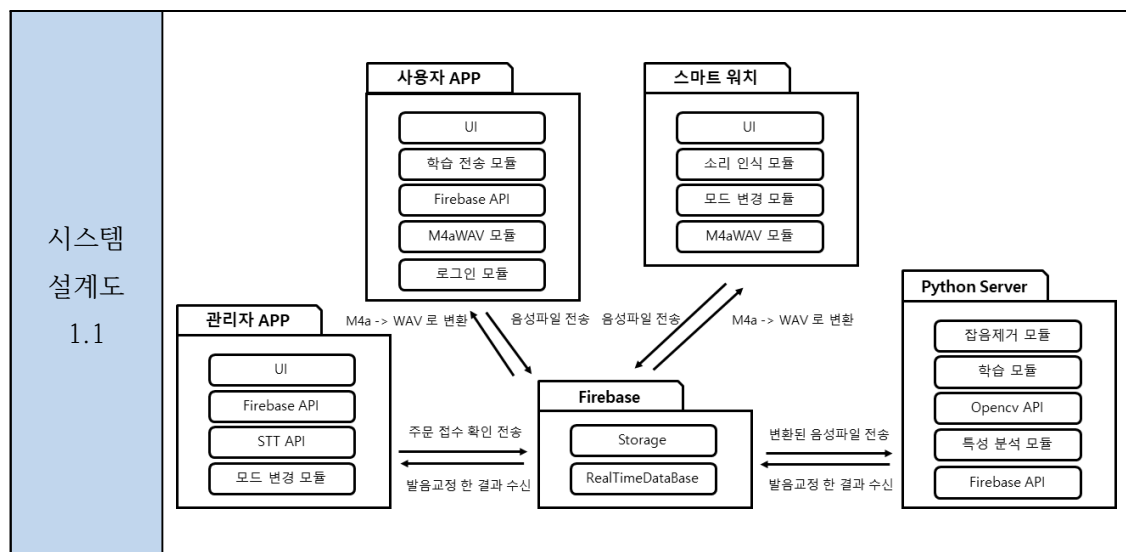 시스템
설계도
1.1
사용자 APP
UI
학습 전송 모듈
Firebase API
M4aWAV 모듈
로그인 모듈
스마트 워치
UI
소리 인식 모듈
모드 변경 모듈
M4aWAV 모듈
관리자 APP
UI
Firebase API
STT API
모드 변경 모듈
M4a -> WAV 로 변환
음성파일 전송
음성파일 전송
M4a -> WAV 로 변환
Firebase
Storage
RealTimeDataBase
주문 접수 확인 전송
발음교정 한 결과 수신
변환된 음성파일 전송
발음교정 한 결과 수신
Python Server
잡음제거 모듈
학습 모듈
Opencv API
특성 분석 모듈
Firebase API